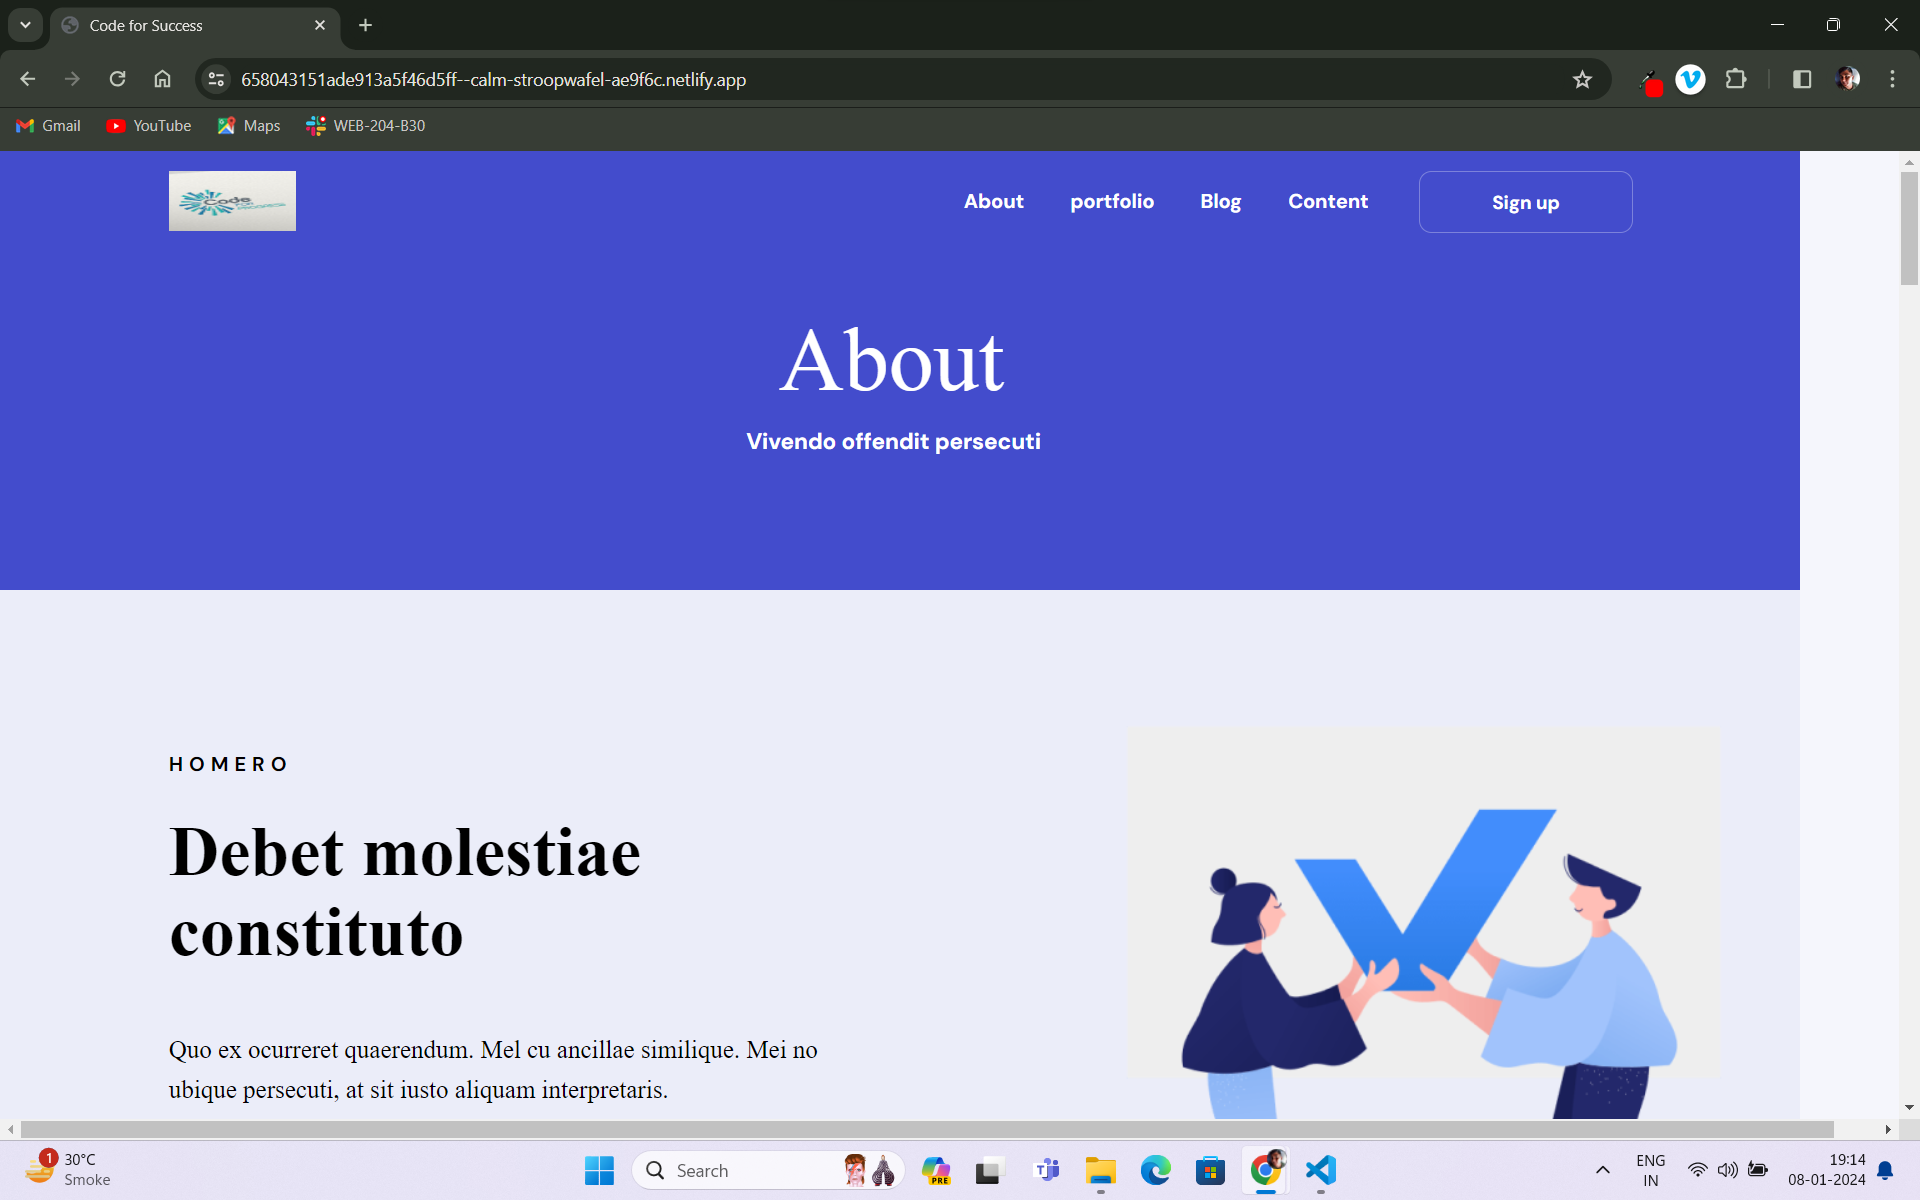 Code for Success
658043151ade913a5f46d5ff--calm-stroopwafel-ae9f6c.netlify.app
Gmail
YouTube
Maps
WEB-204-B30
Code
About
portfolio
Blog
Content
Sign up
About
Vivendo offendit persecuti
HOMERO
Debet molestiae
constituto
Quo ex ocurreret quaerendum. Mel cu ancillae similique. Mei no
ubique persecuti, at sit iusto aliquam interpretaris.
1
30°C
Smoke
Search
PRE
ENG
IN
19:14
08-01-2024